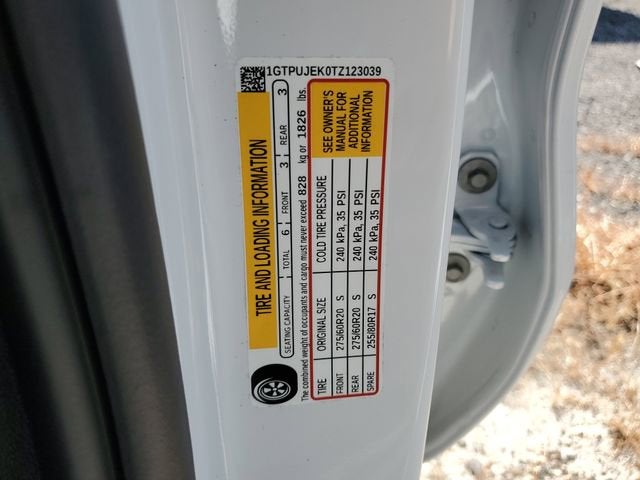 1GTPUJEK0TZ123039
TIRE AND LOADING INFORMATION
SEATING CAPACITY TOTAL 6 FRONT 3 REAR 3
The combined weight of occupants and cargo must never exceed 828 kg or 1826 lbs.
TIRE ORIGINAL SIZE COLD TIRE PRESSURE
FRONT 275/60R20 S 240 kPa, 35 PSI
REAR 275/60R20 S 240 kPa, 35 PSI
SPARE 255/80R17 S 240 kPa, 35 PSI
SEE OWNER'S
MANUAL FOR
ADDITIONAL
INFORMATION